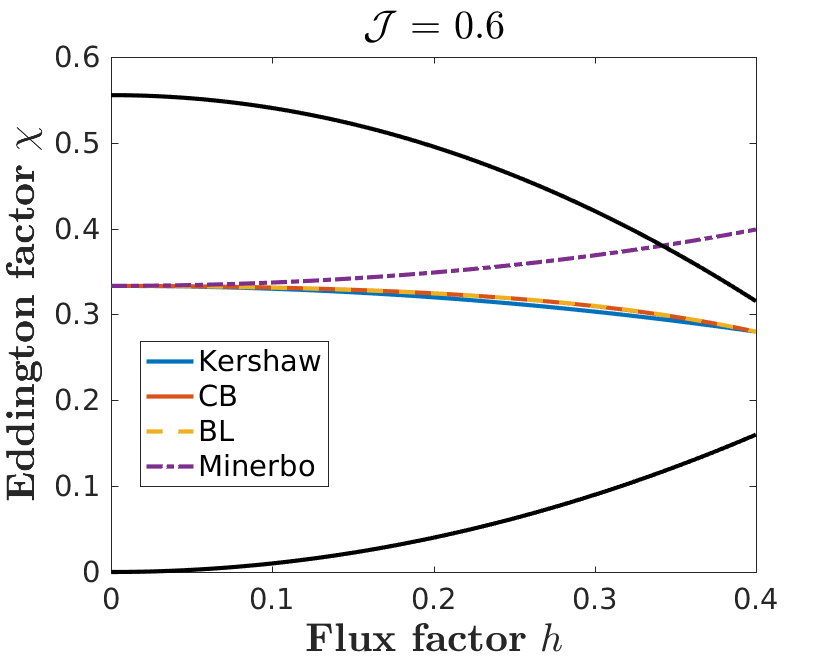 𝒥 = 0.6
Eddington factor χ
0.6
0.5
0.4
0.3
0.2
0.1
0
Kershaw
CB
BL
Minerbo
0 0.1 0.2 0.3 0.4
Flux factor h